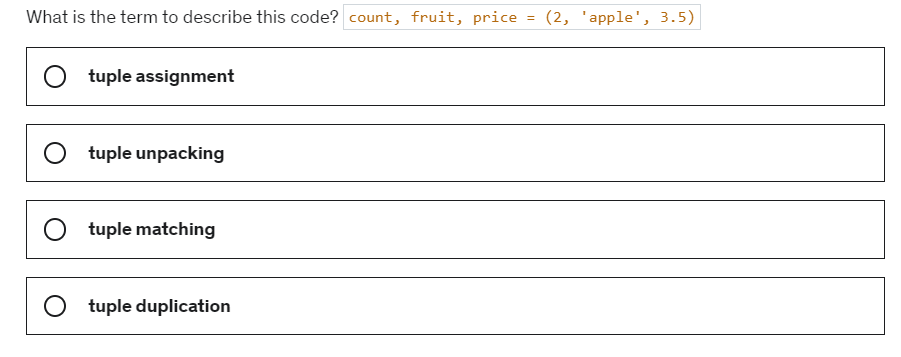 What is the term to describe this code? count, fruit, price = (2, 'apple', 3.5)
tuple assignment
tuple unpacking
tuple matching
tuple duplication